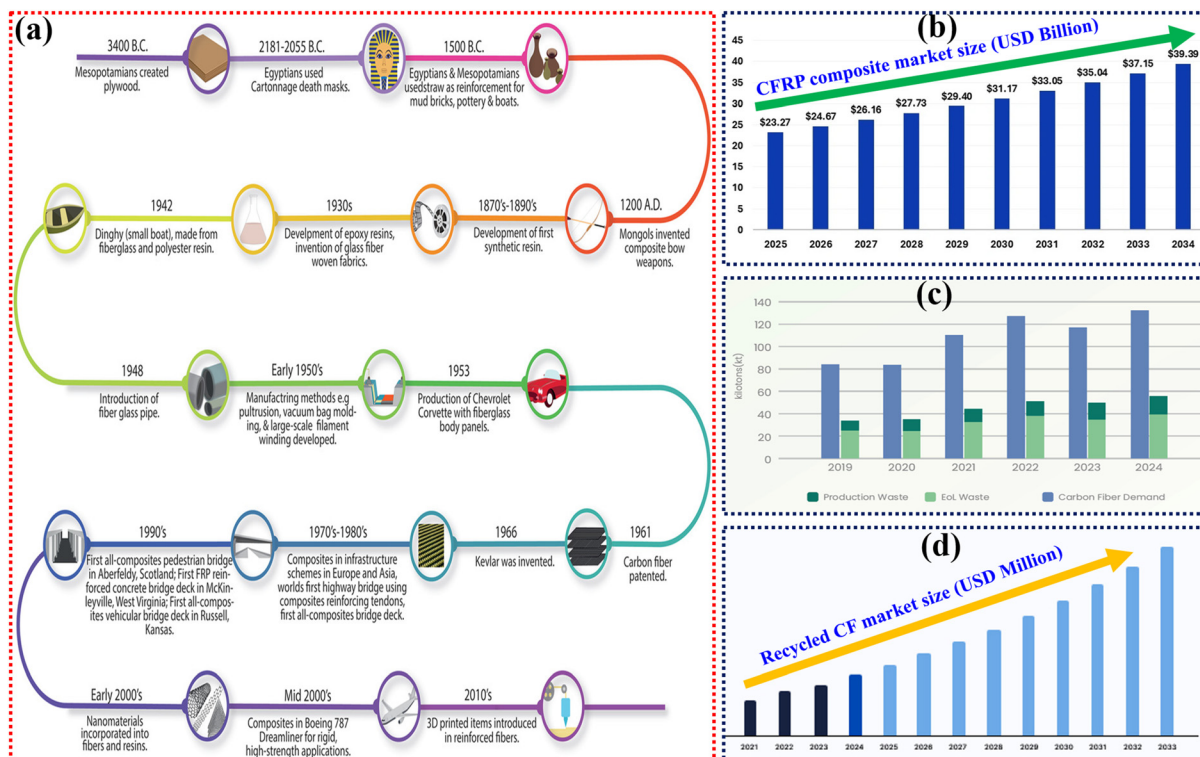 (a)
3400 B.C.
Mesopotamians created
plywood.
2181-2055 B.C.
Egyptians used
Cartonnage death masks.
1500 B.C.
Egyptians & Mesopotamians
usedstraw as reinforcement for
mud bricks, pottery & boats.
1942
Dinghy (small boat), made from
fiberglass and polyester resin.
1930s
Develpment of epoxy resins,
invention of glass fiber
woven fabrics.
1870's-1890's
Development of first
synthetic resin.
1200 A.D.
Mongols invented
composite bow
weapons.
1948
Introduction of
fiber glass pipe.
Early 1950's
Manufactring methods e.g
pultrusion, vacuum bag mold-
ing, & large-scale filament
winding developed.
1953
Production of Chevrolet
Corvette with fiberglass
body panels.
1990's
First all-composites pedestrian bridge
in Aberfeldy, Scotland; First FRP rein-
forced concrete bridge deck in McKin-
leyville, West Virginia; First all-compos-
ites vehicular bridge deck in Russell,
Kansas.
1970's-1980's
Composites in infrastructure
schemes in Europe and Asia,
worlds first highway bridge using
composites reinforcing tendons,
first all-composites bridge deck.
1966
Kevlar was invented.
1961
Carbon fiber
patented.
Early 2000's
Nanomaterials
incorporated into
fibers and resins.
Mid 2000's
Composites in Boeing 787
Dreamliner for rigid,
high-strength applications.
2010's
3D printed items introduced
in reinforced fibers.
(b)
CFRP composite market size (USD Billion)
45
40
35
30
25
20
15
10
5
0
$23.27
$24.67
$26.16
$27.73
$29.40
$31.17
$33.05
$35.04
$37.15
$39.39
2025 2026 2027 2028 2029 2030 2031 2032 2033 2034
(c)
kilotons(kt)
140
120
100
80
60
40
20
0
2019 2020 2021 2022 2023 2024
Production Waste EoL Waste Carbon Fiber Demand
(d)
Recycled CF market size (USD Million)
2021 2022 2023 2024 2025 2026 2027 2028 2029 2030 2031 2032 2033